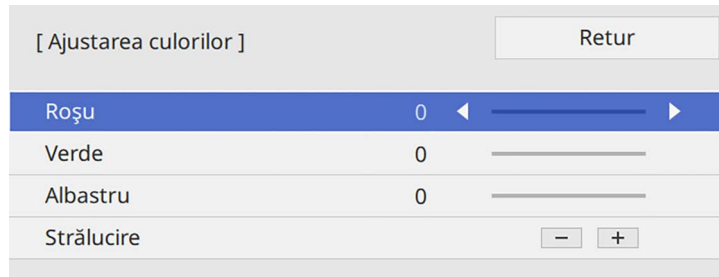 [ Ajustarea culorilor ] Retur
Roşu 0
Verde 0
Albastru 0
Strălucire − +